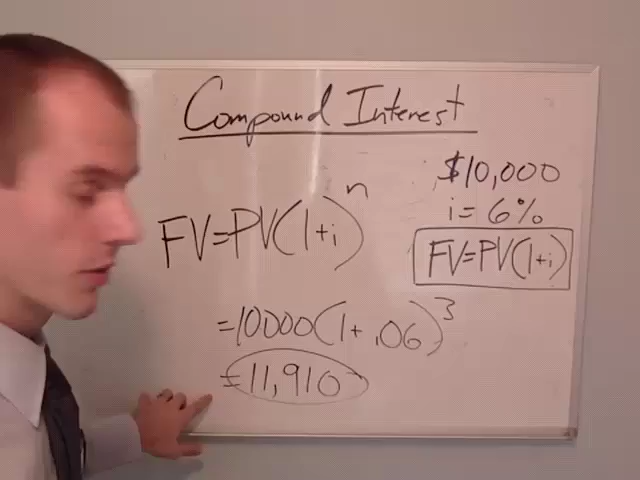 Compound Interest
$10,000
i = 6%
FV=PV(1+i)
FV=PV(1+i)^n
=10000(1+.06)^3
=11,910